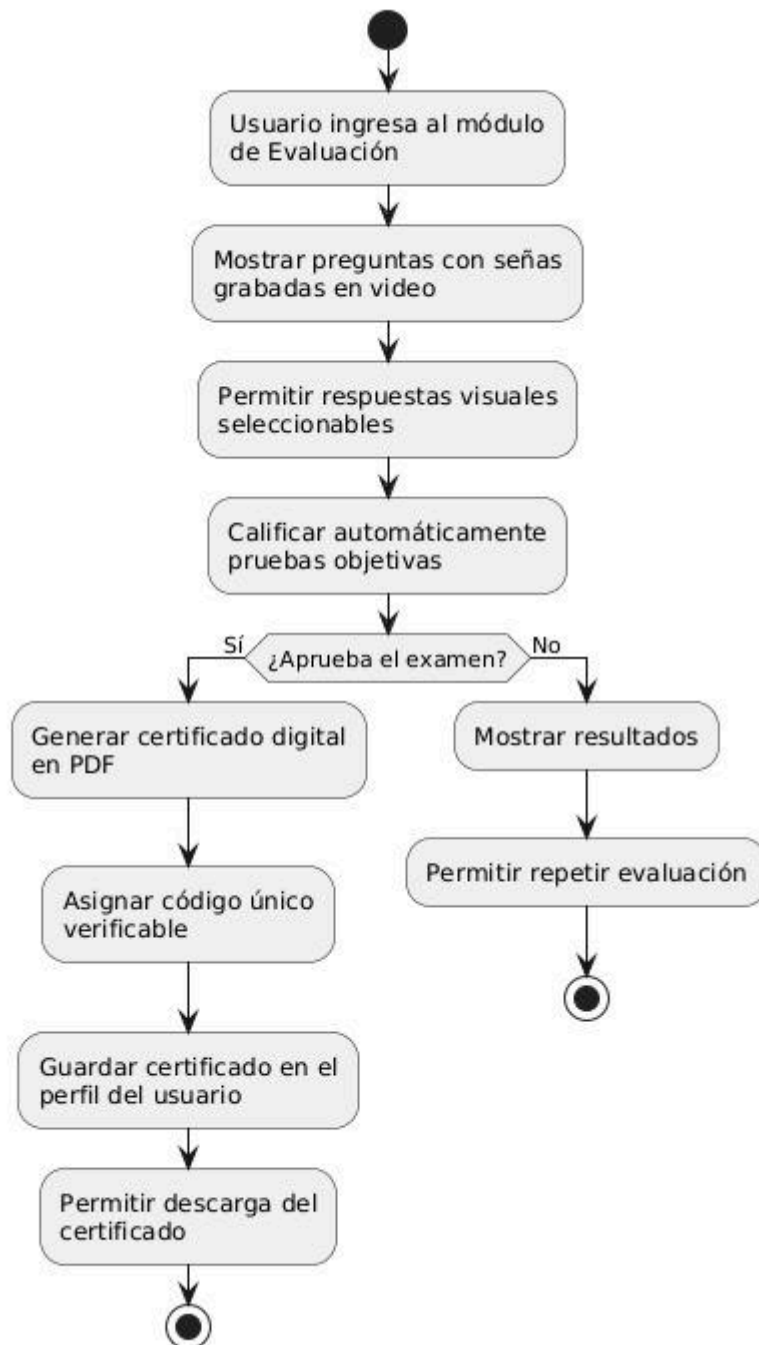 Usuario ingresa al módulo
de Evaluación
Mostrar preguntas con señas
grabadas en video
Permitir respuestas visuales
seleccionables
Calificar automáticamente
pruebas objetivas
Sí
¿Aprueba el examen?
No
Generar certificado digital
en PDF
Mostrar resultados
Asignar código único
verificable
Permitir repetir evaluación
Guardar certificado en el
perfil del usuario
Permitir descarga del
certificado